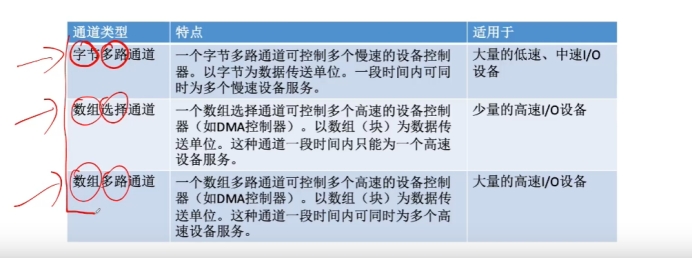 通道类型 特点 适用于
字节多路通道 一个字节多路通道可控制多个慢速的设备控制 大量的低速、中速I/O
器。以字节为数据传送单位。一段时间内可同 设备
时为多个慢速设备服务。
数组选择通道 一个数组选择通道可控制多个高速的设备控制 少量的高速I/O设备
器（如DMA控制器）。以数组（块）为数据传
送单位。这种通道一段时间内只能为一个高速
设备服务。
数组多路通道 一个数组多路通道可控制多个高速的设备控制 大量的高速I/O设备
器（如DMA控制器）。以数组（块）为数据传
送单位。这种通道一段时间内可同时为多个高
速设备服务。